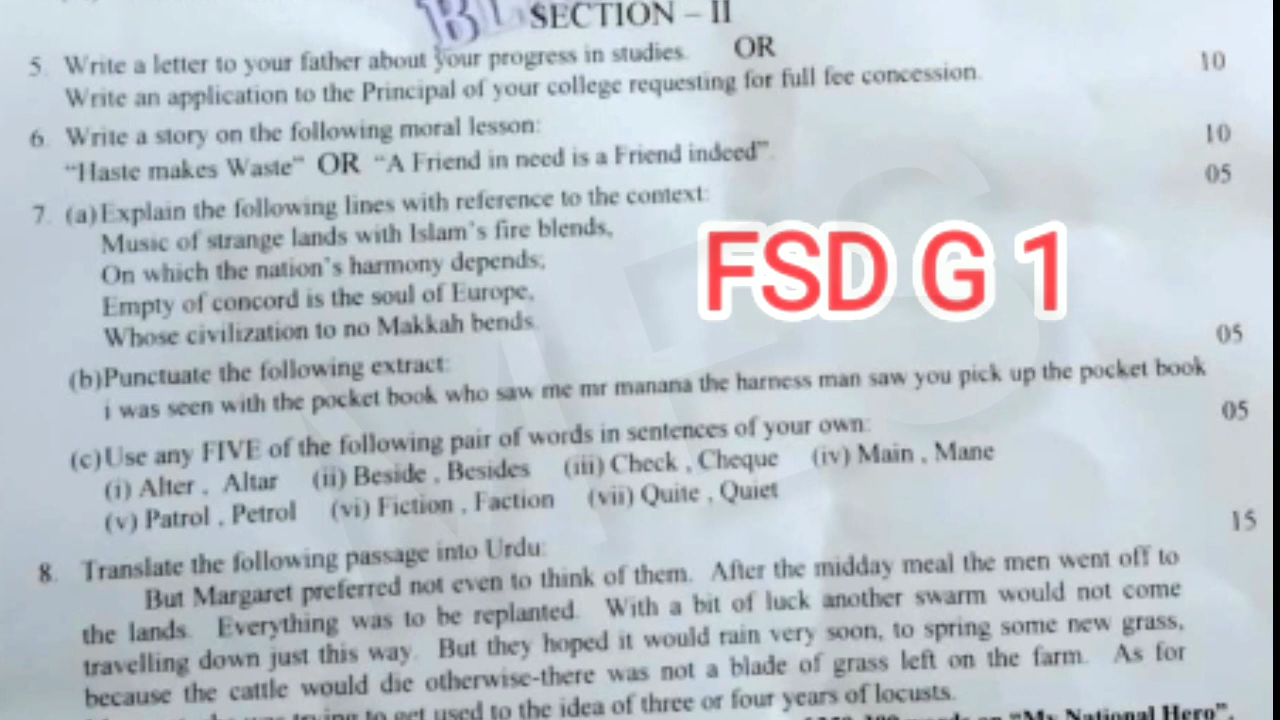 SECTION – II
5. Write a letter to your father about your progress in studies. OR 10
Write an application to the Principal of your college requesting for full fee concession.
6. Write a story on the following moral lesson: 10
"Haste makes Waste" OR "A Friend in need is a Friend indeed".
7. (a) Explain the following lines with reference to the context: 05
Music of strange lands with Islam's fire blends,
On which the nation's harmony depends;
Empty of concord is the soul of Europe,
Whose civilization to no Makkah bends.
FSD G 1
(b) Punctuate the following extract: 05
i was seen with the pocket book who saw me mr manana the harness man saw you pick up the pocket book
(c) Use any FIVE of the following pair of words in sentences of your own: 05
(i) Alter , Altar (ii) Beside , Besides (iii) Check , Cheque (iv) Main , Mane
(v) Patrol , Petrol (vi) Fiction , Faction (vii) Quite , Quiet
8. Translate the following passage into Urdu: 15
But Margaret preferred not even to think of them. After the midday meal the men went off to
the lands. Everything was to be replanted. With a bit of luck another swarm would not come
travelling down just this way. But they hoped it would rain very soon, to spring some new grass,
because the cattle would die otherwise-there was not a blade of grass left on the farm. As for
to get used to the idea of three or four years of locusts.
words on "My National Hero".